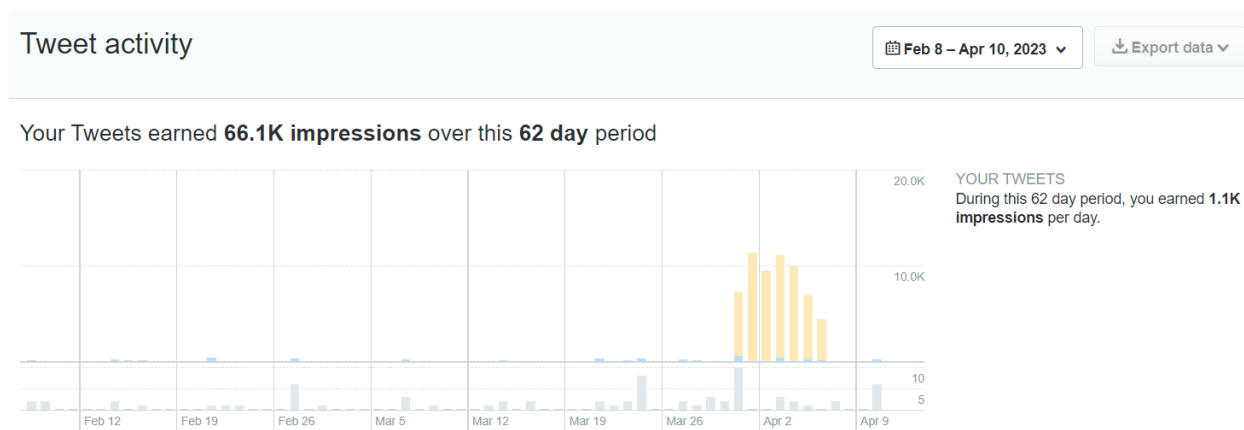 Tweet activity
Feb 8 – Apr 10, 2023
Export data
Your Tweets earned 66.1K impressions over this 62 day period
20.0K
10.0K
10
5
Feb 12 Feb 19 Feb 26 Mar 5 Mar 12 Mar 19 Mar 26 Apr 2 Apr 9
YOUR TWEETS
During this 62 day period, you earned 1.1K
impressions per day.